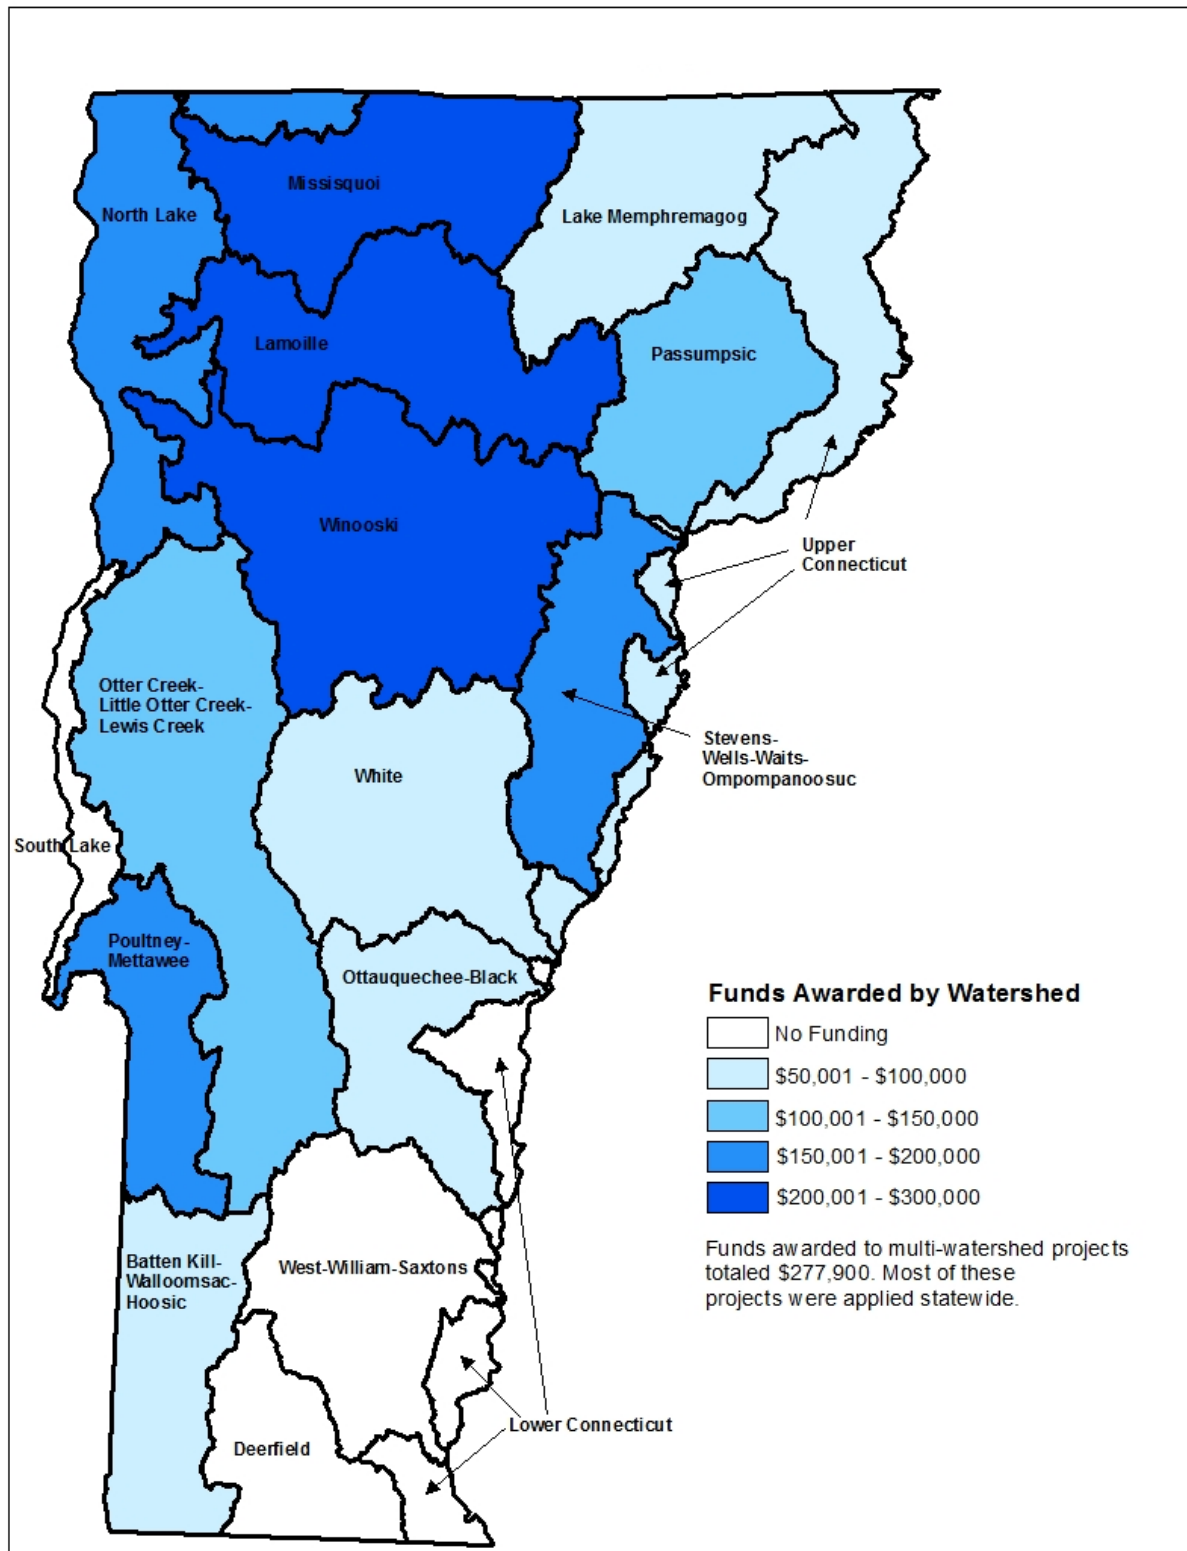 Missisquoi
North Lake
Lake Memphremagog
Lamoille
Passumpsic
Winooski
Upper
Connecticut
Otter Creek-
Little Otter Creek-
Lewis Creek
Stevens-
Wells-Waits-
Ompompanoosuc
White
South Lake
Poultney-
Mettawee
Ottauquechee-Black
Funds Awarded by Watershed
No Funding
$50,001 - $100,000
$100,001 - $150,000
$150,001 - $200,000
$200,001 - $300,000
Funds awarded to multi-watershed projects
totaled $277,900. Most of these
projects were applied statewide.
Batten Kill-
Walloomsac-
Hoosic
West-William-Saxtons
Lower Connecticut
Deerfield